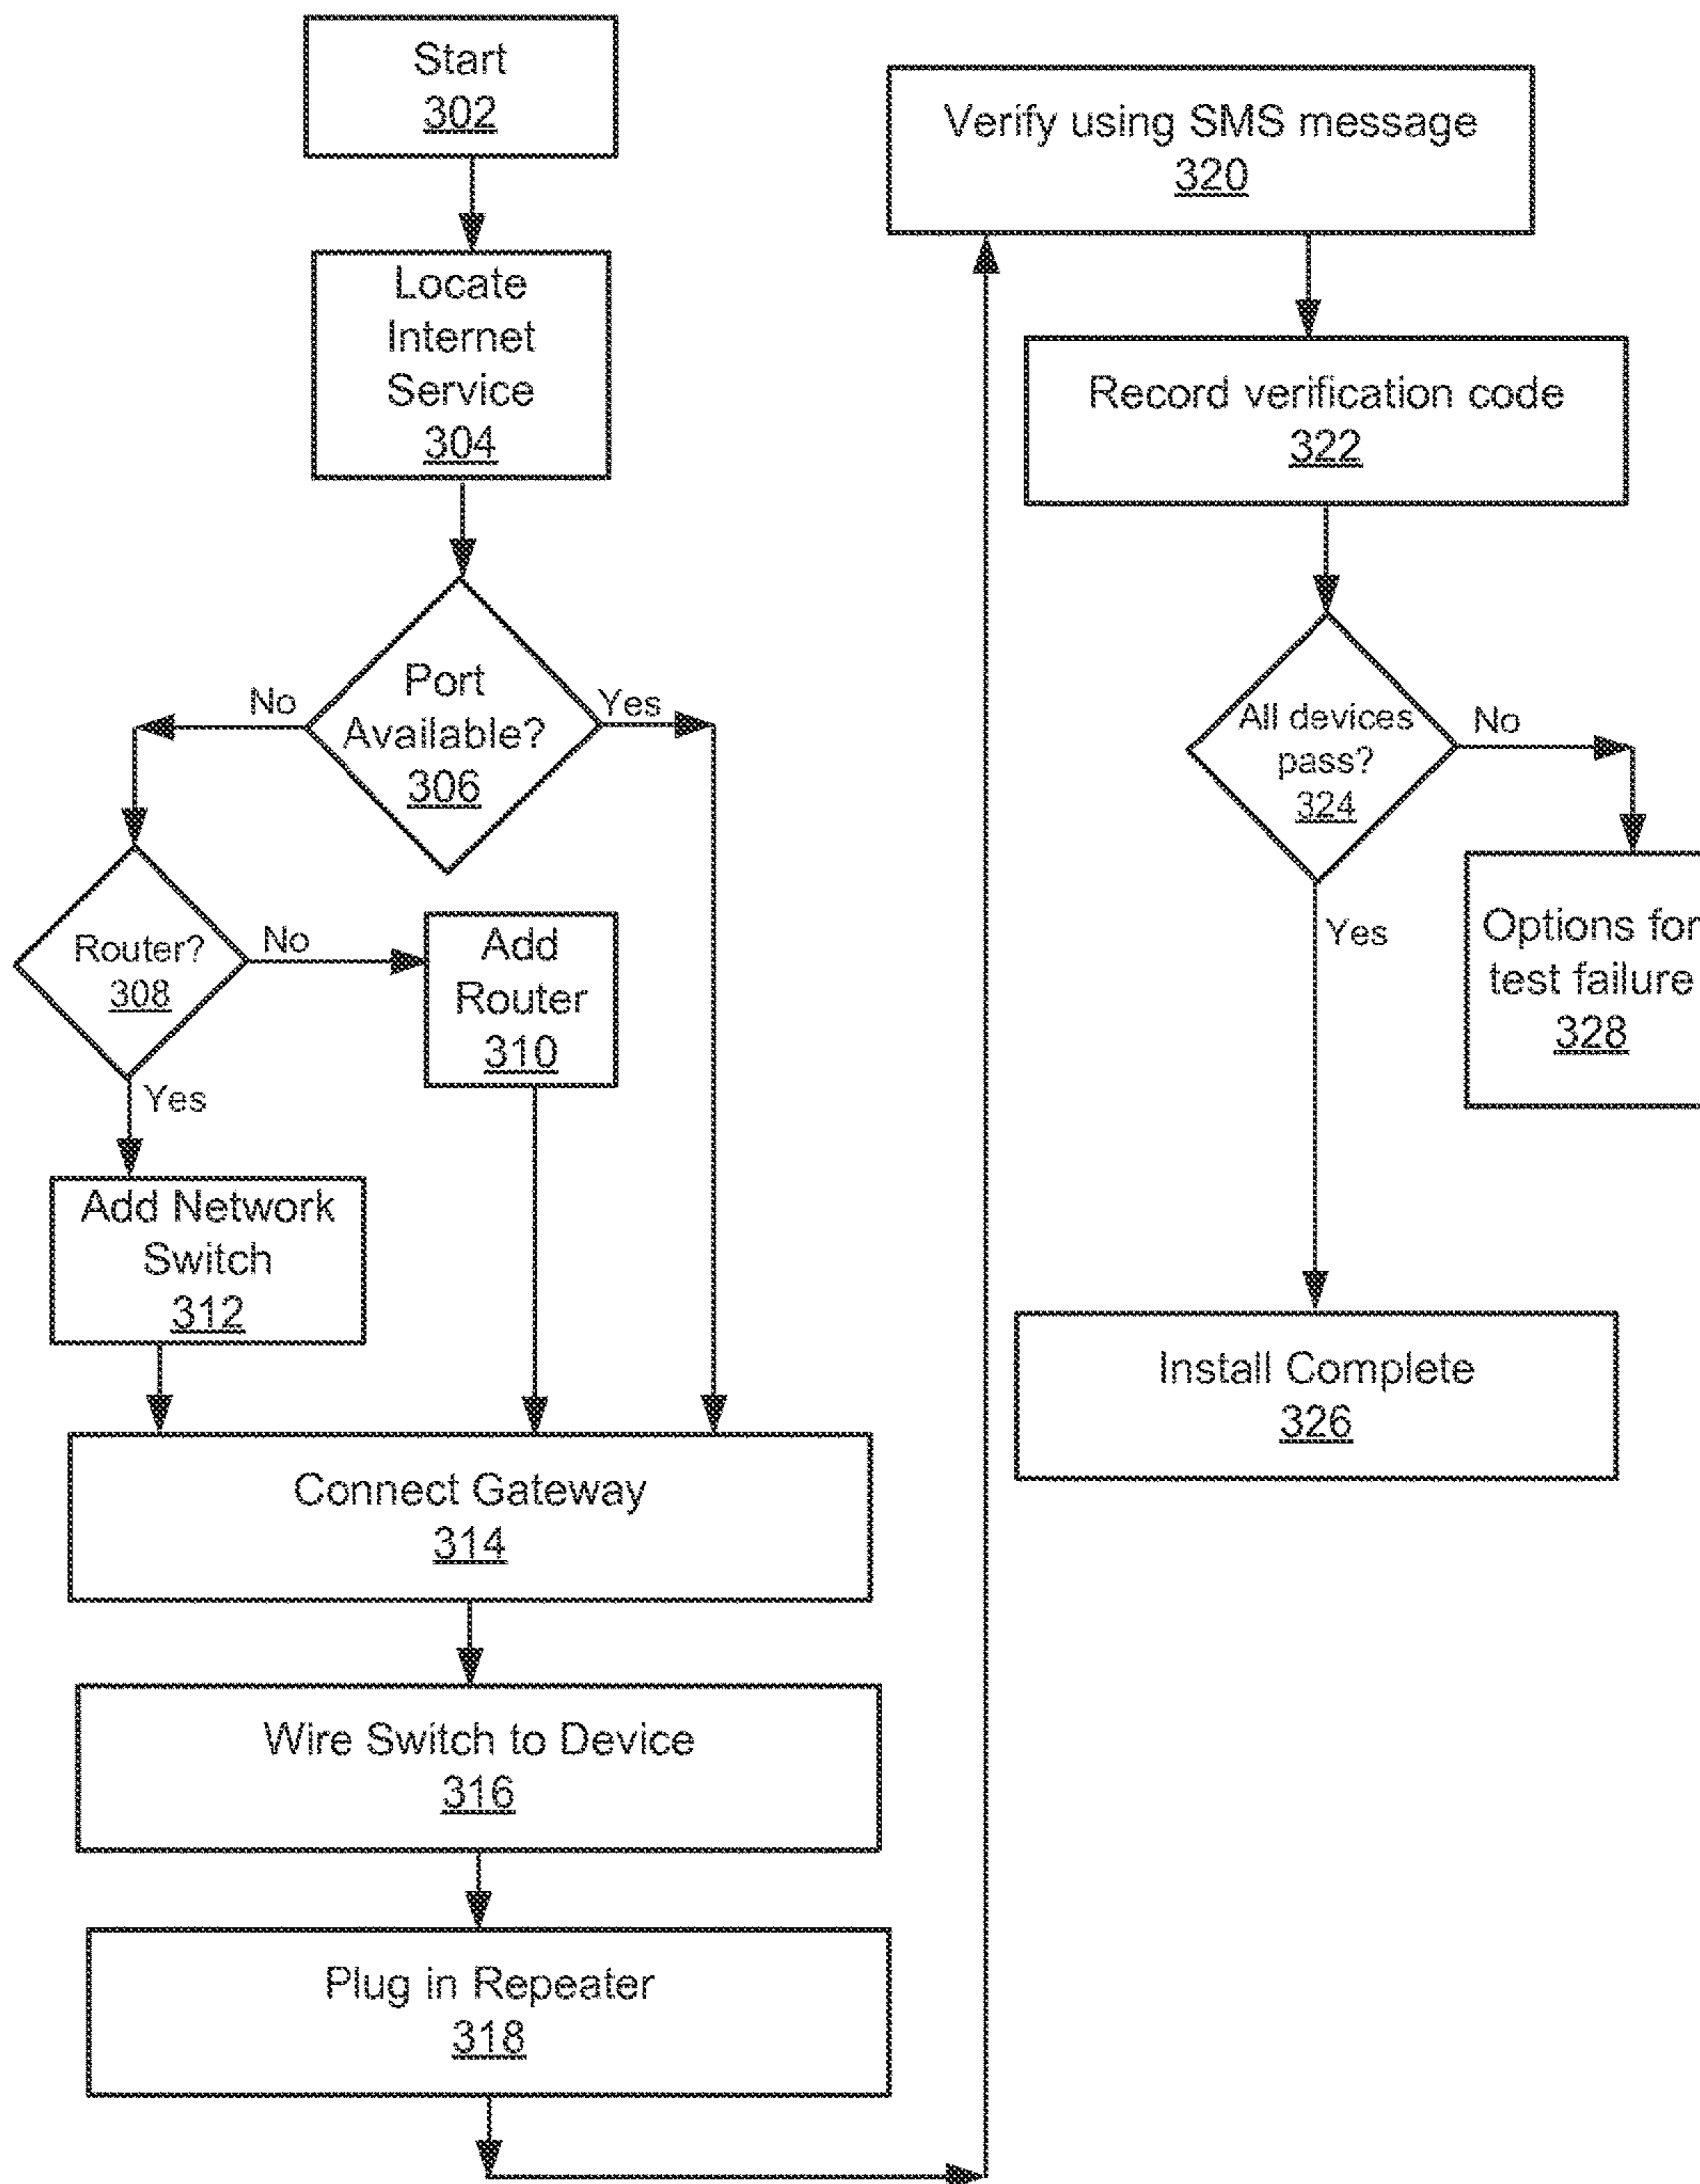 Start
302
Locate
Internet
Service
304
Port
Available?
306
No
Yes
Router?
308
No
Yes
Add
Router
310
Add Network
Switch
312
Connect Gateway
314
Wire Switch to Device
316
Plug in Repeater
318
Verify using SMS message
320
Record verification code
322
All devices
pass?
324
No
Yes
Options for
test failure
328
Install Complete
326